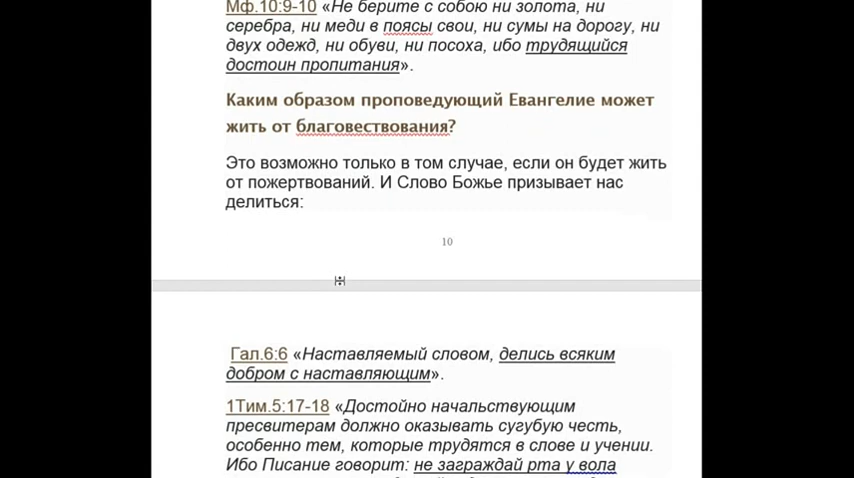 Мф.10:9-10 «Не берите с собою ни золота, ни
серебра, ни меди в поясы свои, ни сумы на дорогу, ни
двух одежд, ни обуви, ни посоха, ибо трудящийся
достоин пропитания».
Каким образом проповедующий Евангелие может
жить от благовествования?
Это возможно только в том случае, если он будет жить
от пожертвований. И Слово Божье призывает нас
делиться:
10
Гал.6:6 «Наставляемый словом, делись всяким
добром с наставляющим».
1Тим.5:17-18 «Достойно начальствующим
пресвитерам должно оказывать сугубую честь,
особенно тем, которые трудятся в слове и учении.
Ибо Писание говорит: не заграждай рта у вола